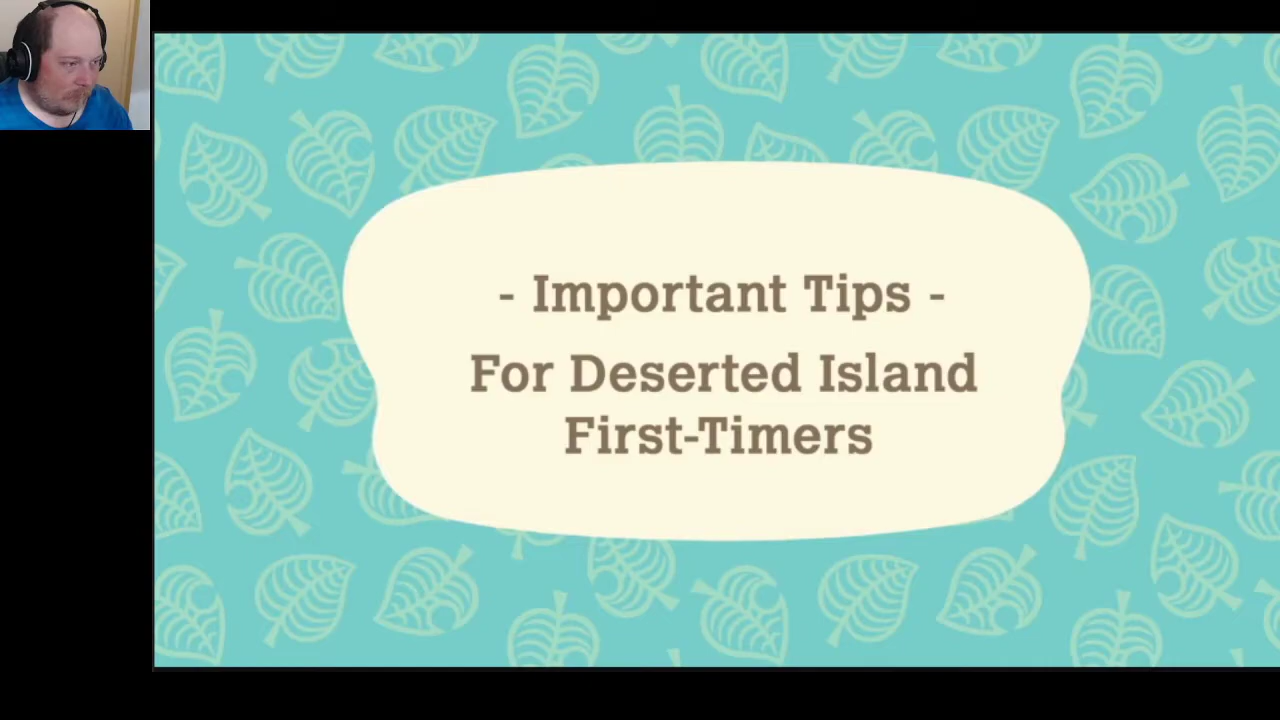 - Important Tips -
For Deserted Island
First-Timers